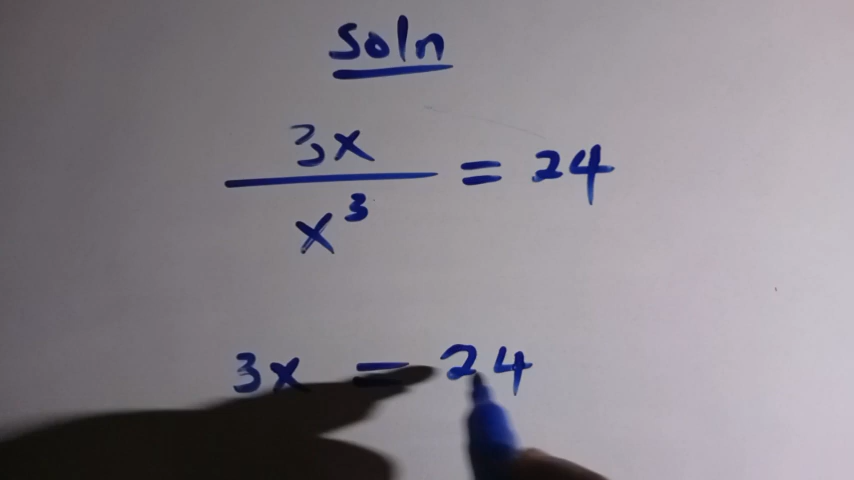 Soln
3x
x³ = 24
3x = 24